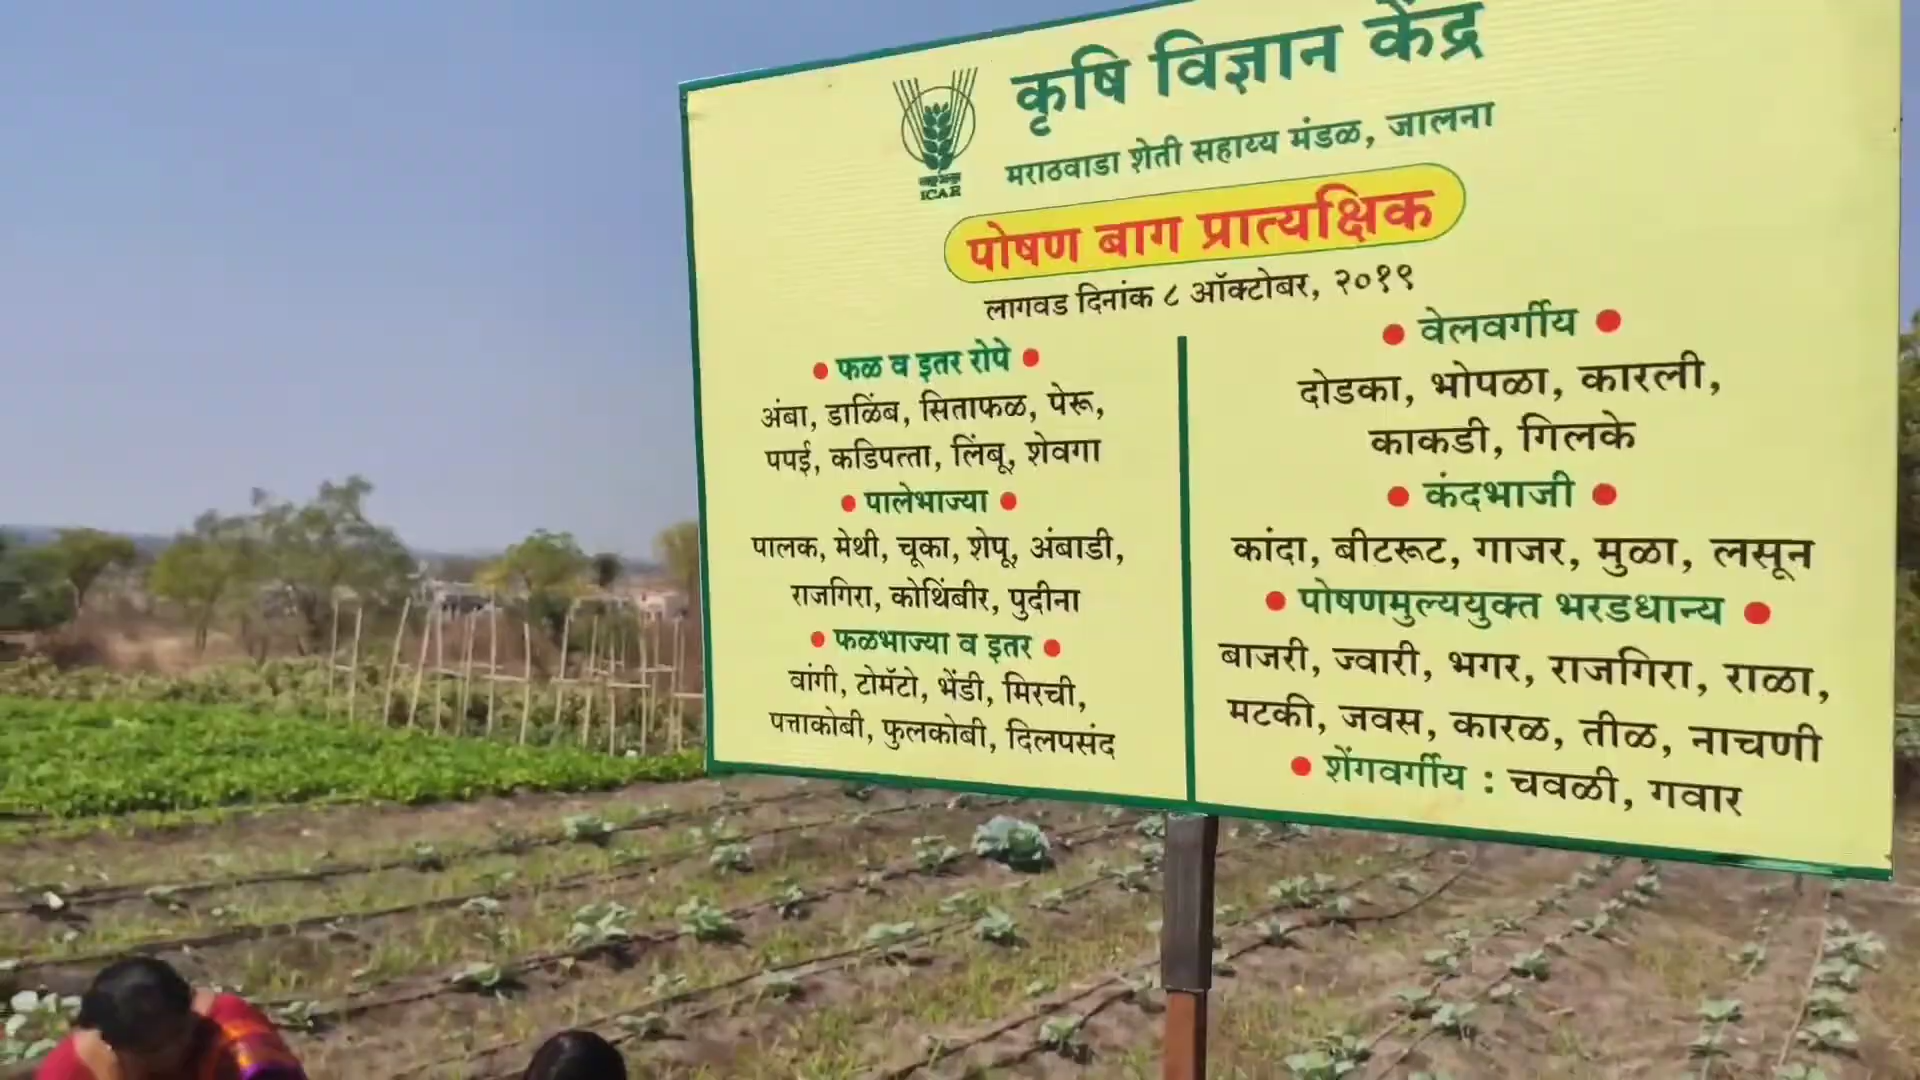 कृषि विज्ञान केंद्र
मराठवाडा शेती सहाय्य मंडळ, जालना
ICAR
पोषण बाग प्रात्यक्षिक
लागवड दिनांक ८ ऑक्टोबर, २०१९
फळ व इतर रोपे
अंबा, डाळिंब, सिताफळ, पेरू,
पपई, कडिपत्ता, लिंबू, शेवगा
पालेभाज्या
पालक, मेथी, चूका, शेपू, अंबाडी,
राजगिरा, कोथिंबीर, पुदीना
फळभाज्या व इतर
वांगी, टोमॅटो, भेंडी, मिरची,
पत्ताकोबी, फुलकोबी, दिलपसंद
वेलवर्गीय
दोडका, भोपळा, कारली,
काकडी, गिलके
कंदभाजी
कांदा, बीटरूट, गाजर, मुळा, लसून
पोषणमुल्ययुक्त भरडधान्य
बाजरी, ज्वारी, भगर, राजगिरा, राळा,
मटकी, जवस, कारळ, तीळ, नाचणी
शेंगवर्गीय : चवळी, गवार